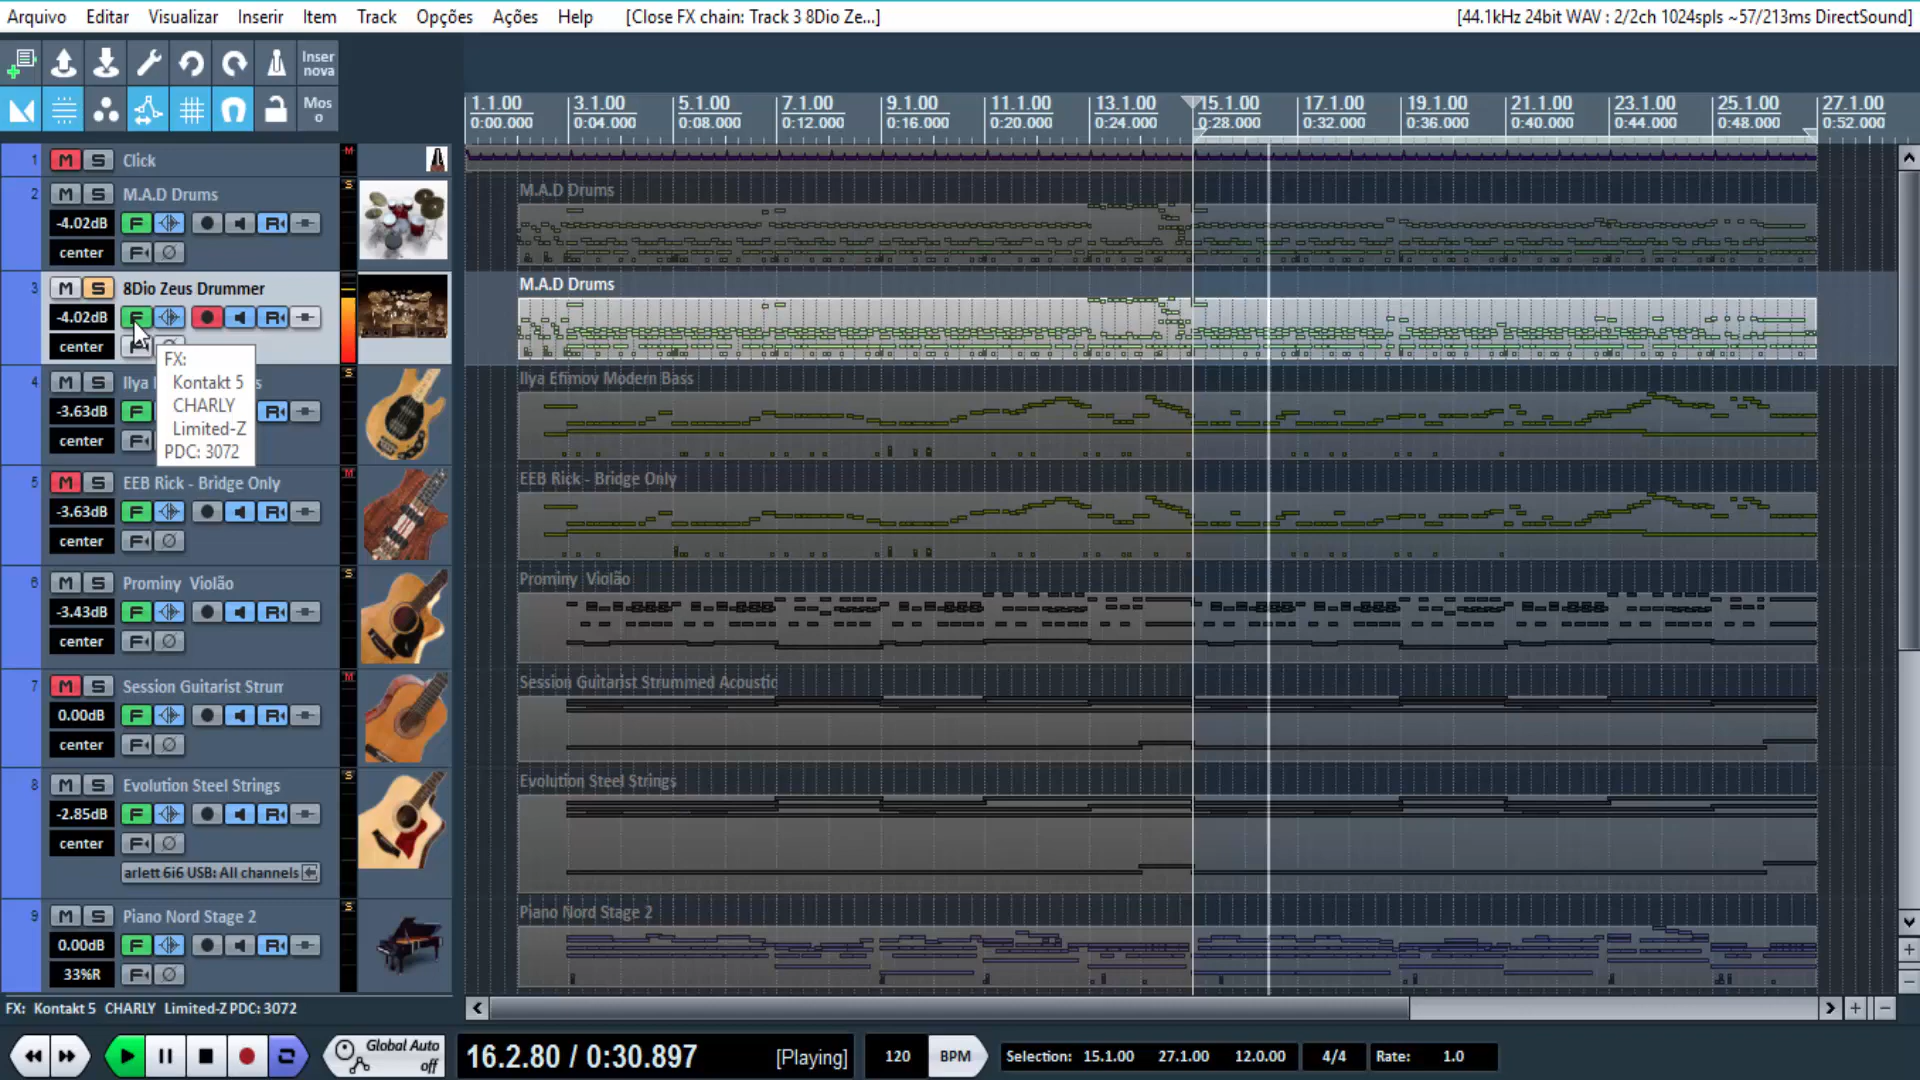 Arquivo Editar Visualizar Inserir Item Track Opções Ações Help [Close FX chain: Track 3 8Dio Ze...] [44.1kHz 24bit WAV : 2/2ch 1024spls ~57/213ms DirectSound]
Inser
nova
Mos
o
1.1.00 3.1.00 5.1.00 7.1.00 9.1.00 11.1.00 13.1.00 15.1.00 17.1.00 19.1.00 21.1.00 23.1.00 25.1.00 27.1.00
0:00.000 0:04.000 0:08.000 0:12.000 0:16.000 0:20.000 0:24.000 0:28.000 0:32.000 0:36.000 0:40.000 0:44.000 0:48.000 0:52.000
1 M S Click M
2 M S M.A.D Drums S
-4.02dB F R
center F
M.A.D Drums
3 M S 8Dio Zeus Drummer
-4.02dB F R
center F
M.A.D Drums
FX:
Kontakt 5
CHARLY
Limited-Z
PDC: 3072
4 M S Ilya s S
-3.63dB F R
center F
Ilya Efimov Modern Bass
5 M S EEB Rick - Bridge Only M
-3.63dB F R
center F
EEB Rick - Bridge Only
6 M S Prominy Violão S
-3.43dB F R
center F
Prominy Violão
7 M S Session Guitarist Strun M
0.00dB F R
center F
Session Guitarist Strummed Acoustic
8 M S Evolution Steel Strings S
-2.85dB F R
center F
arlett 6i6 USB: All channels
Evolution Steel Strings
9 M S Piano Nord Stage 2 S
0.00dB F R
33%R F
Piano Nord Stage 2
FX: Kontakt 5 CHARLY Limited-Z PDC: 3072
Global Auto
off
16.2.80 / 0:30.897 [Playing] 120 BPM Selection: 15.1.00 27.1.00 12.0.00 4/4 Rate: 1.0